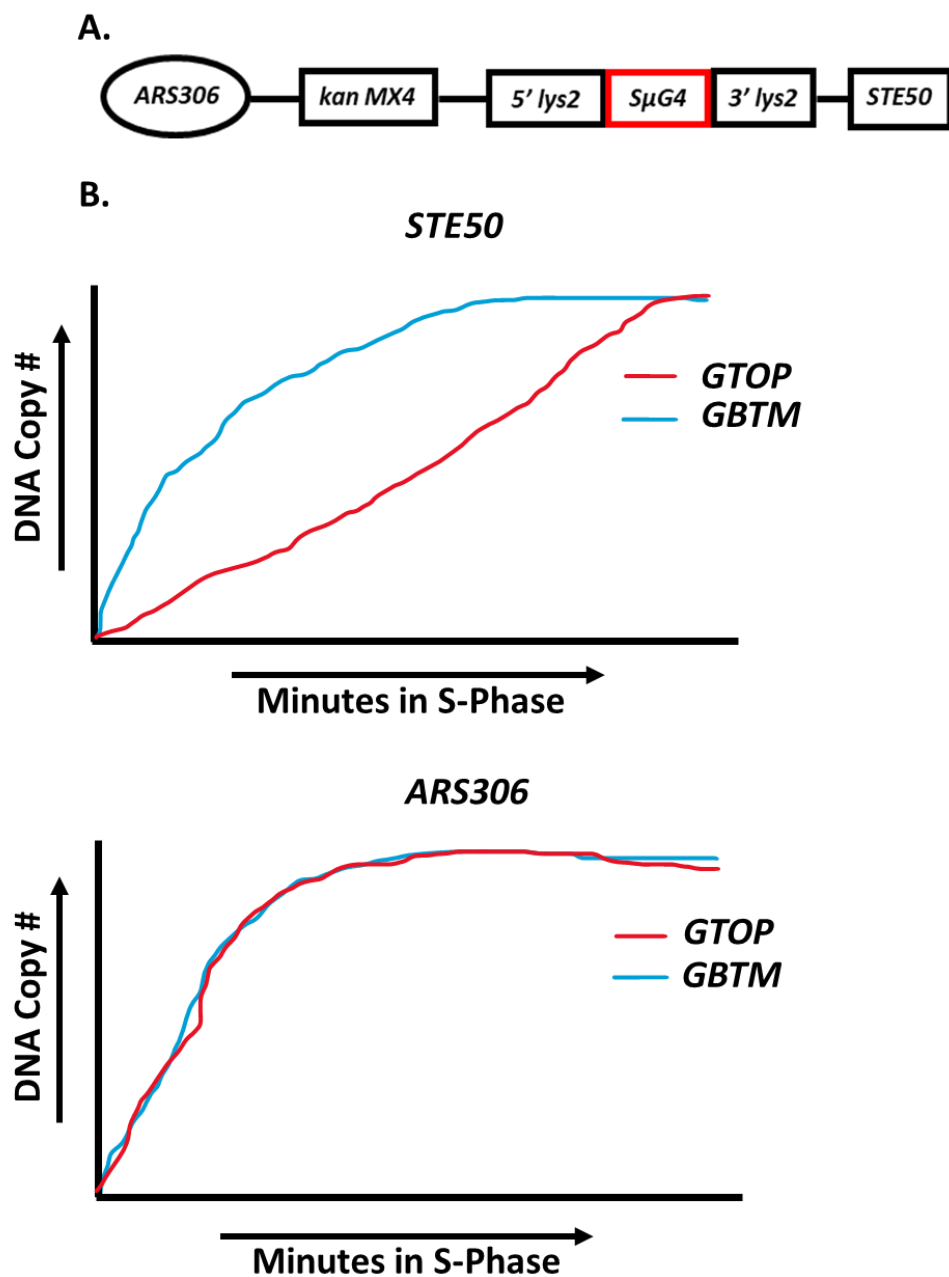 A.
ARS306 kan MX4 5’ lys2 SμG4 3’ lys2 STE50
B.
STE50
DNA Copy #
GTOP
GBTM
Minutes in S-Phase
ARS306
DNA Copy #
GTOP
GBTM
Minutes in S-Phase